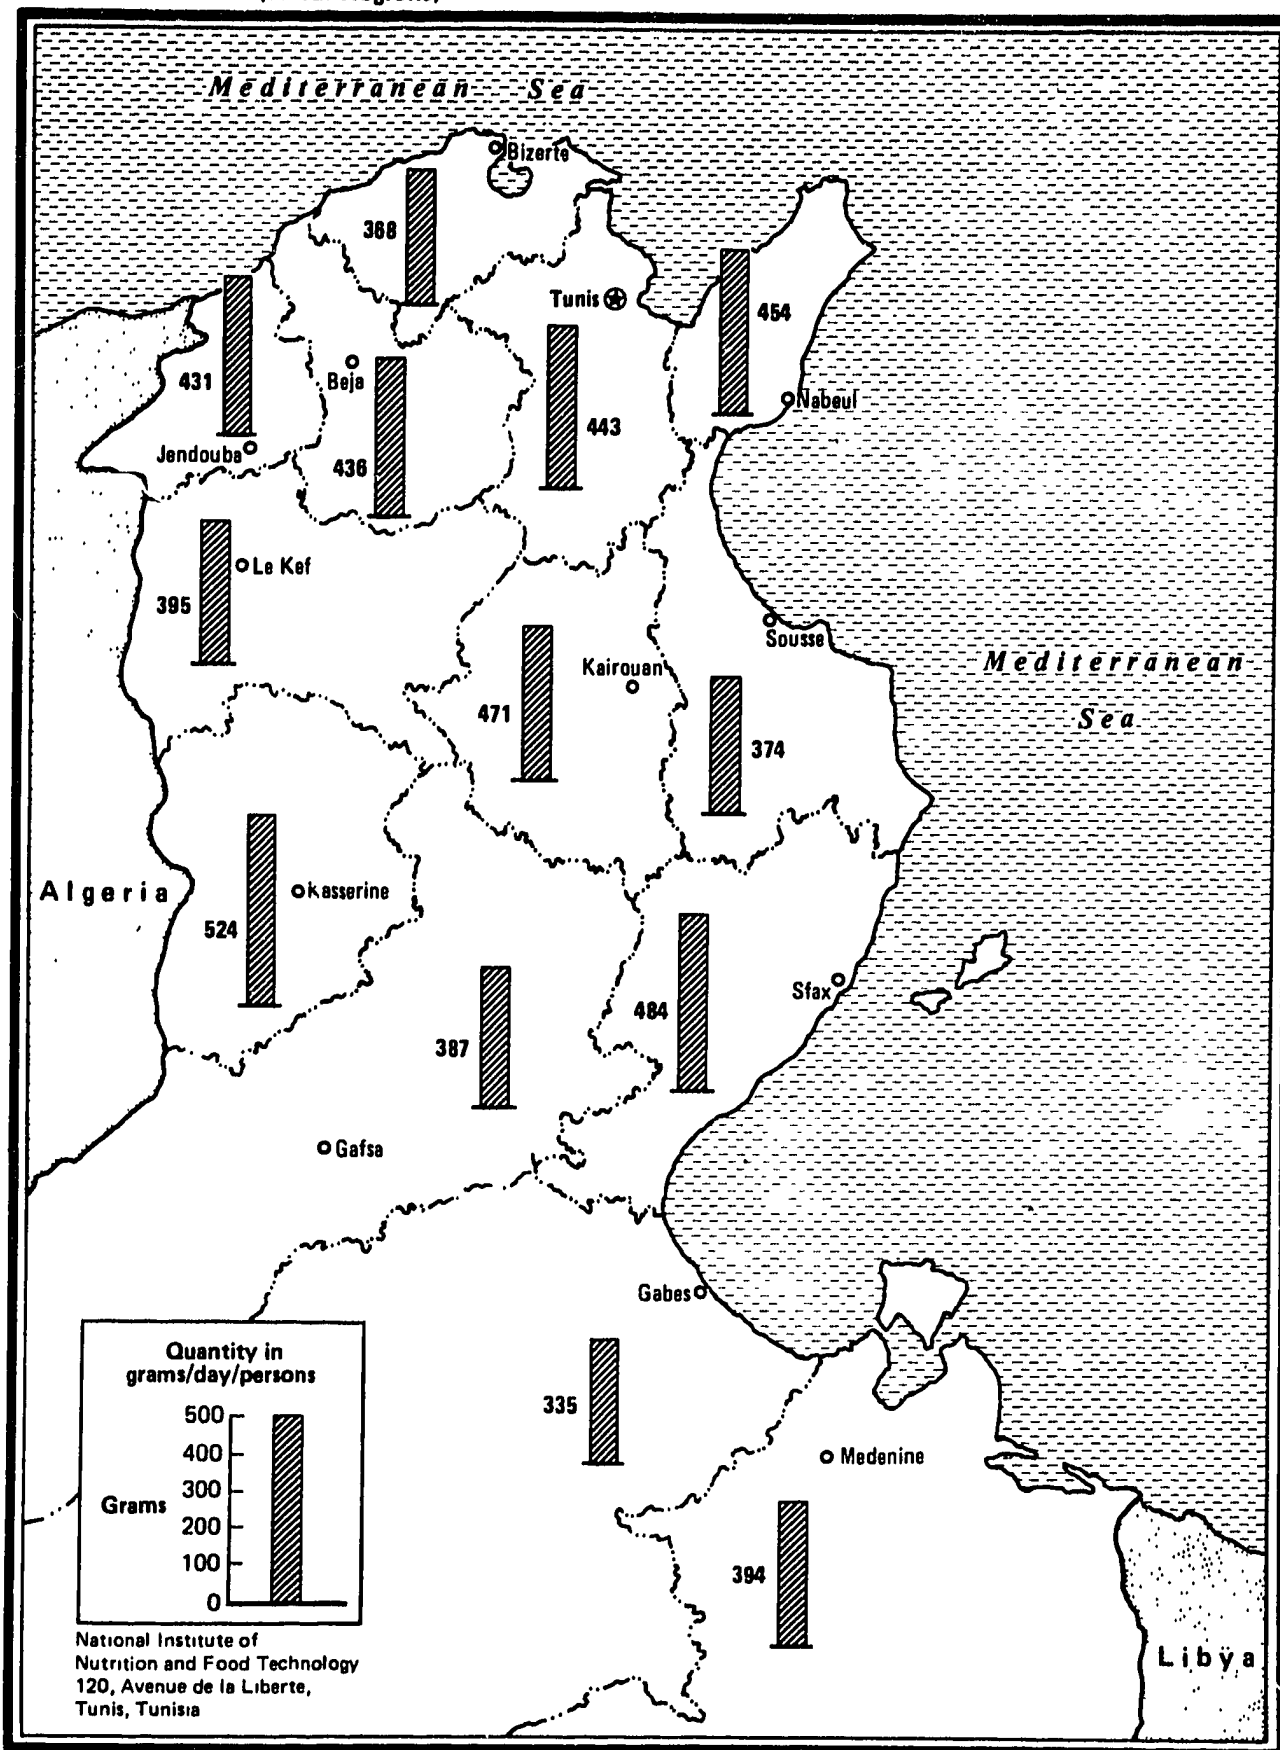 Mediterranean Sea
Bizerte
368
Tunis
454
431
Beja
Nabeul
443
Jendouba
436
Le Kef
395
Sousse
Kairouan
Mediterranean
Sea
471
374
Algeria
Kasserine
524
Sfax
484
387
Gafsa
Gabes
335
Medenine
394
Libya
Quantity in
grams/day/persons
500
400
300
Grams
200
100
0
National Institute of
Nutrition and Food Technology
120, Avenue de la Liberte,
Tunis, Tunisia